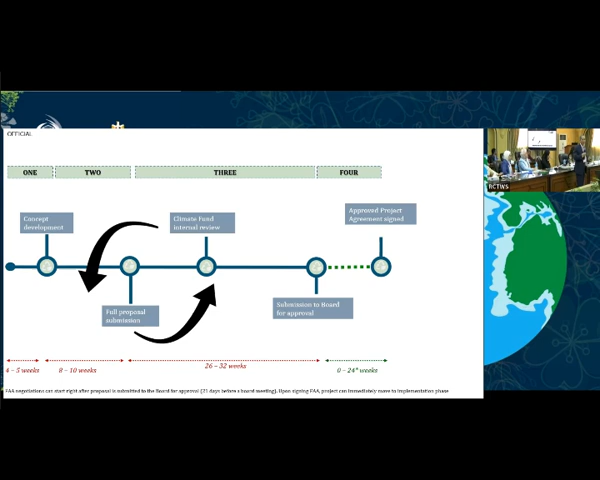 OFFICIAL
ONE
TWO
THREE
FOUR
Concept
development
Climate Fund
internal review
Approved Project
Agreement signed
Full proposal
submission
Submission to Board
for approval
4 – 5 weeks
8 – 10 weeks
26 – 32 weeks
0 – 24* weeks
FAA negotiations can start right after proposal is submitted to the Board for approval (21 days before a board meeting). Upon signing FAA, project can immediately move to implementation phase
RCTWS